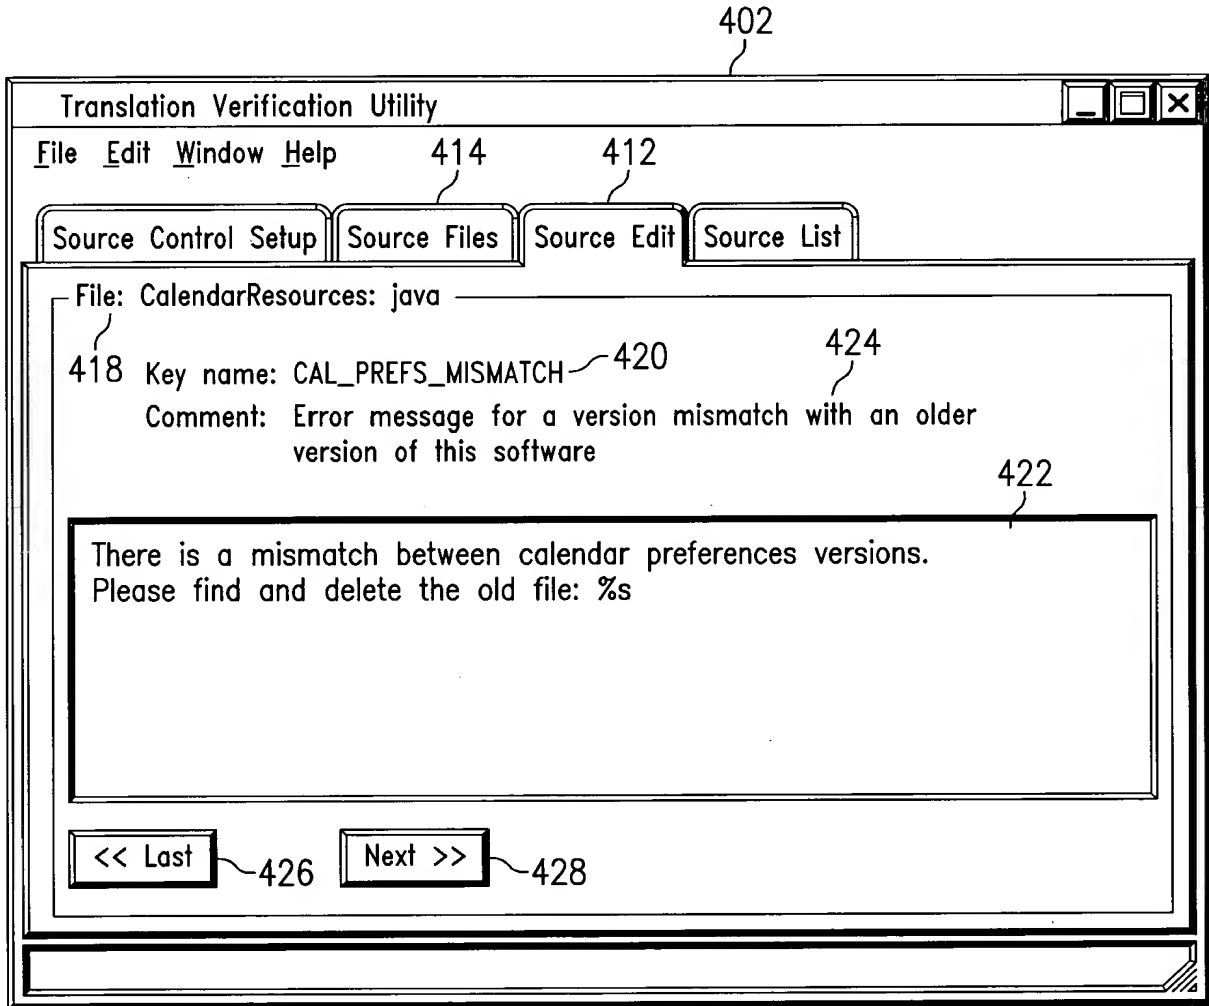 402
Translation Verification Utility
File Edit Window Help
414
412
Source Control Setup
Source Files
Source Edit
Source List
File: CalendarResources: java
418
Key name: CAL_PREFS_MISMATCH
420
424
Comment: Error message for a version mismatch with an older
version of this software
422
There is a mismatch between calendar preferences versions.
Please find and delete the old file: %s
<< Last
426
Next >>
428